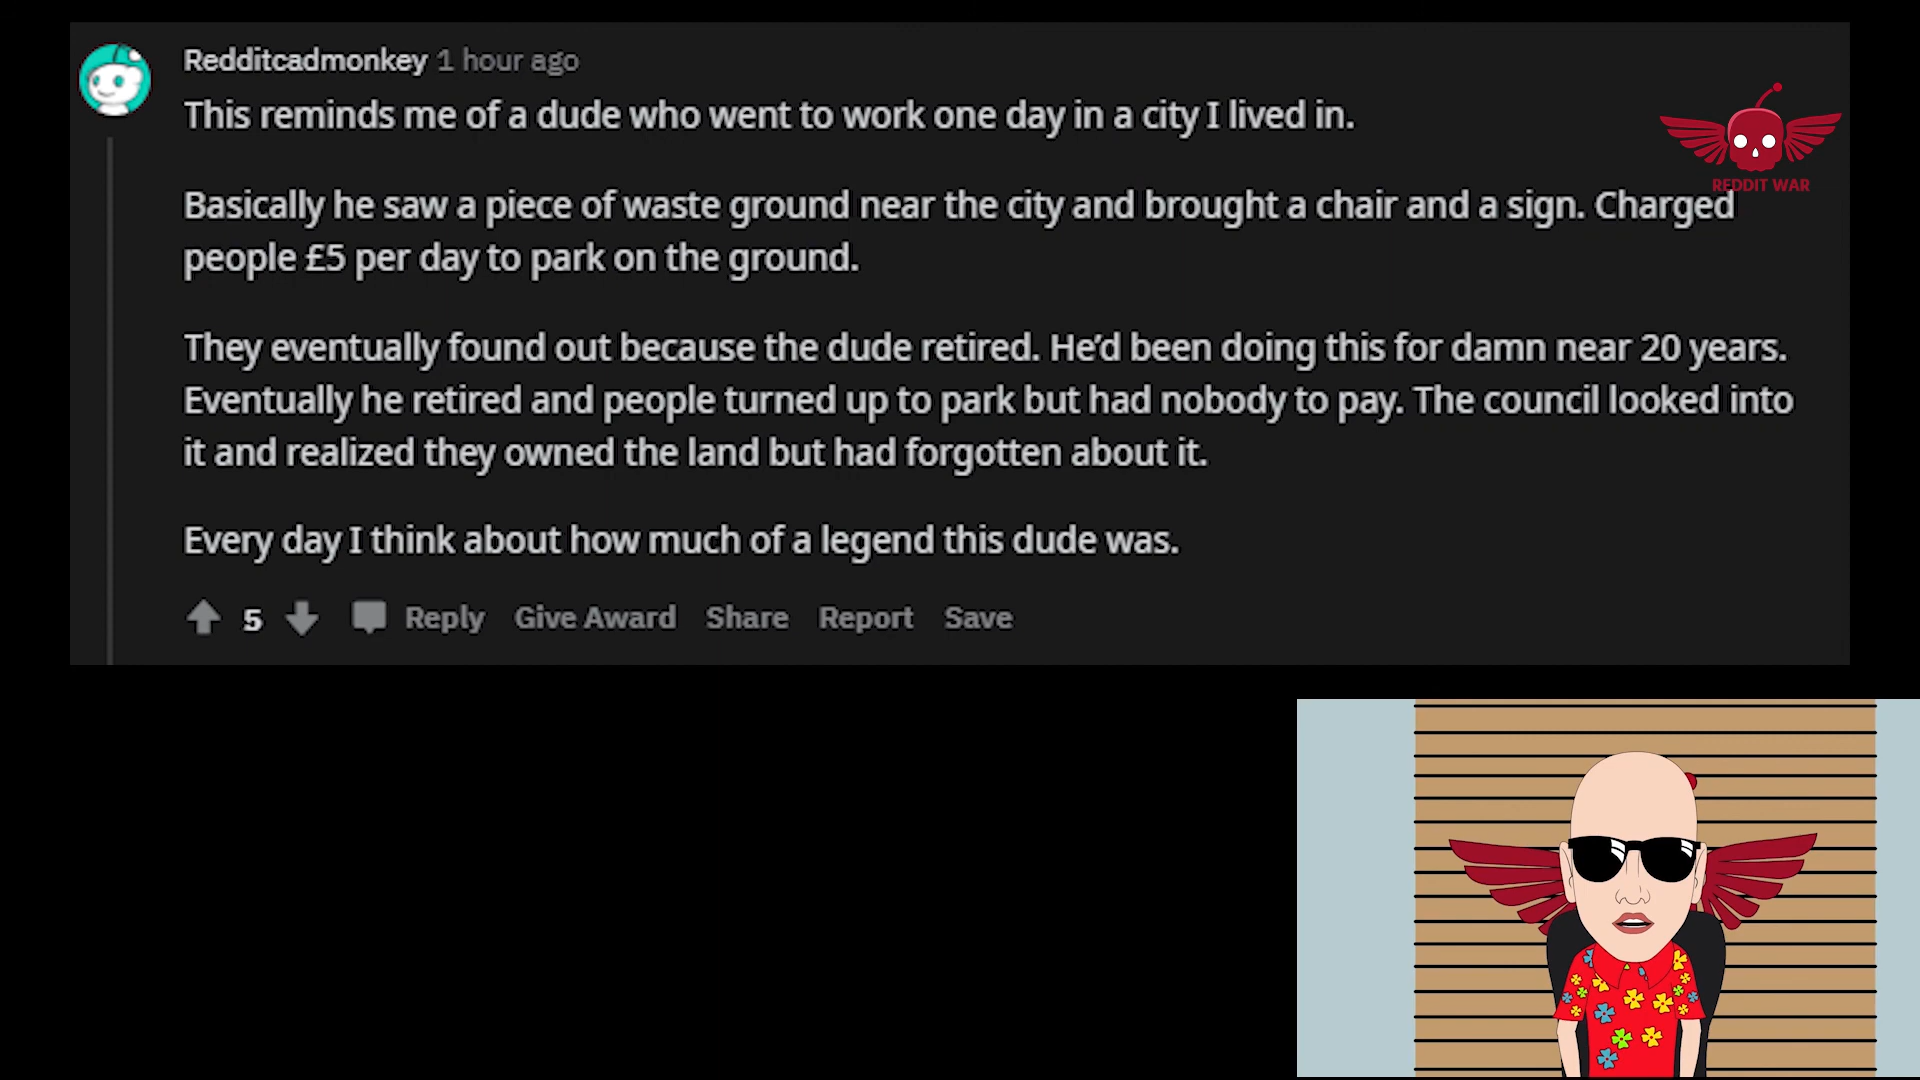 Redditcadmonkey 1 hour ago
This reminds me of a dude who went to work one day in a city I lived in.
REDDIT WAR
Basically he saw a piece of waste ground near the city and brought a chair and a sign. Charged
people £5 per day to park on the ground.
They eventually found out because the dude retired. He’d been doing this for damn near 20 years.
Eventually he retired and people turned up to park but had nobody to pay. The council looked into
it and realized they owned the land but had forgotten about it.
Every day I think about how much of a legend this dude was.
5 Reply Give Award Share Report Save